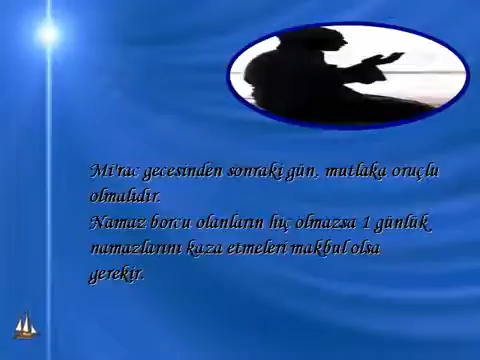 Mi'rac gecesinden sonraki gün, mutlaka oruçlu
olmalıdır.
Namaz borcu olanların hiç olmazsa 1 günlük
namazlarını kaza etmeleri makbul olsa
gerekir.